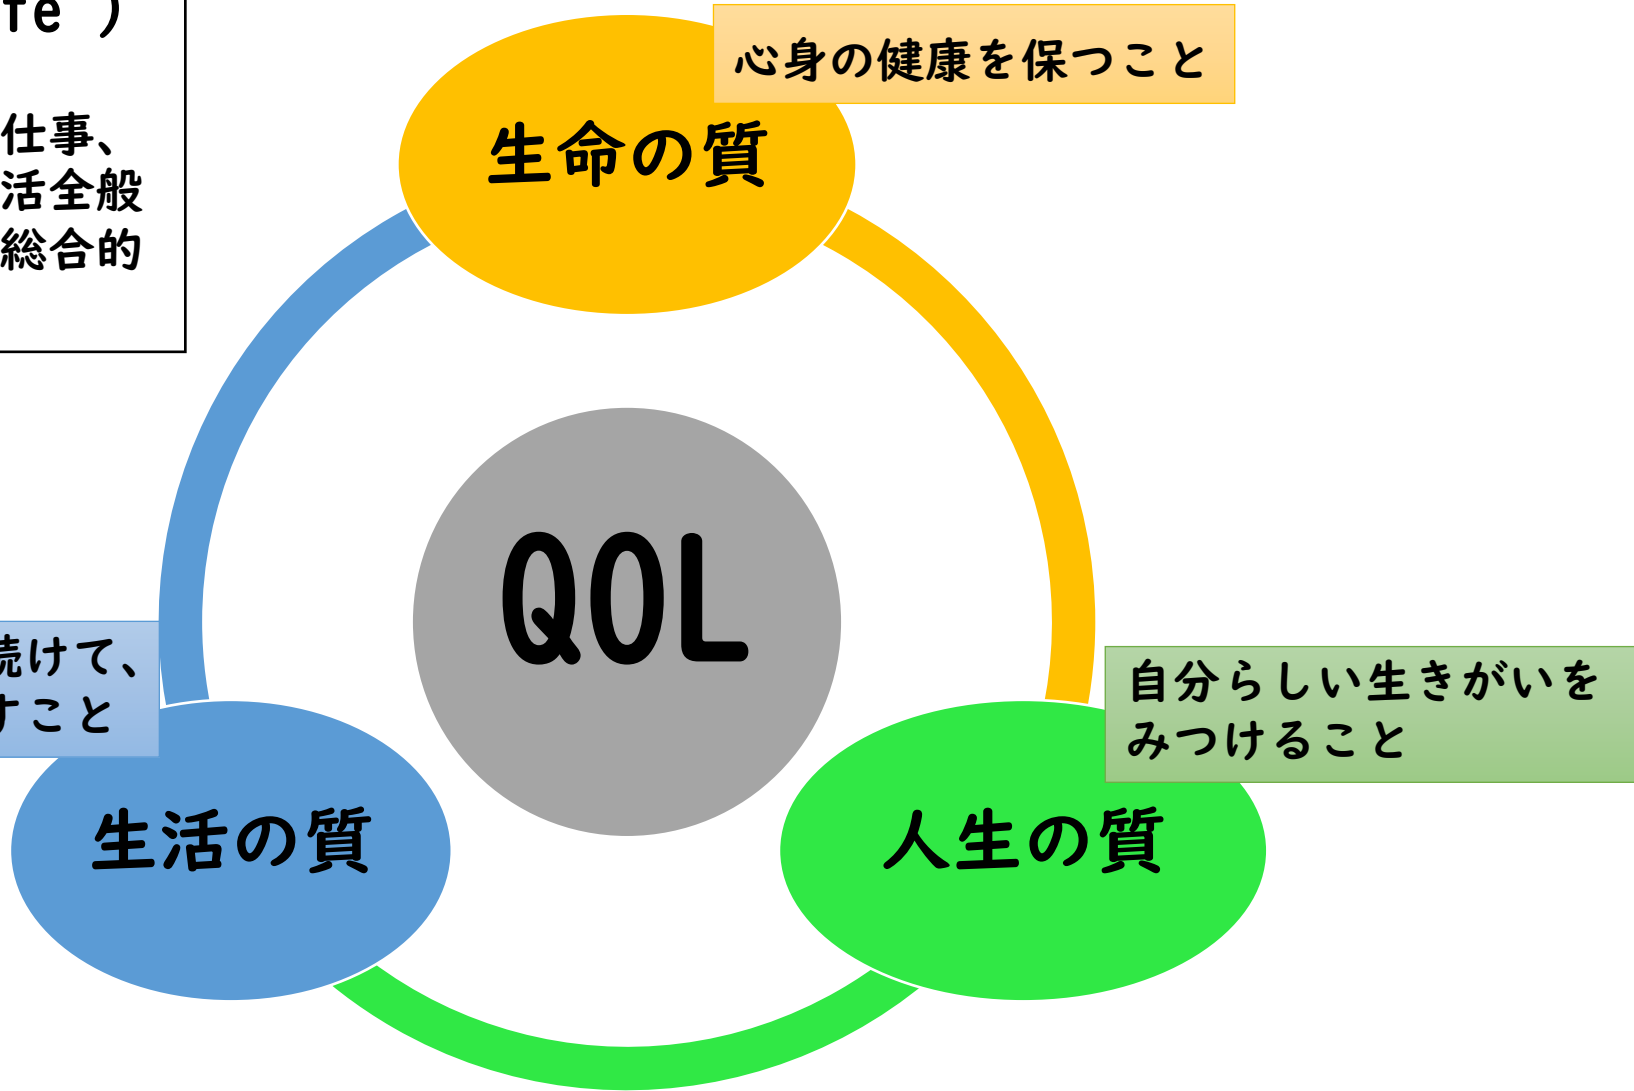 fe )
仕事、
活全般
総合的
心身の健康を保つこと
生命の質
QOL
続けて、
すこと
生活の質
自分らしい生きがいを
みつけること
人生の質